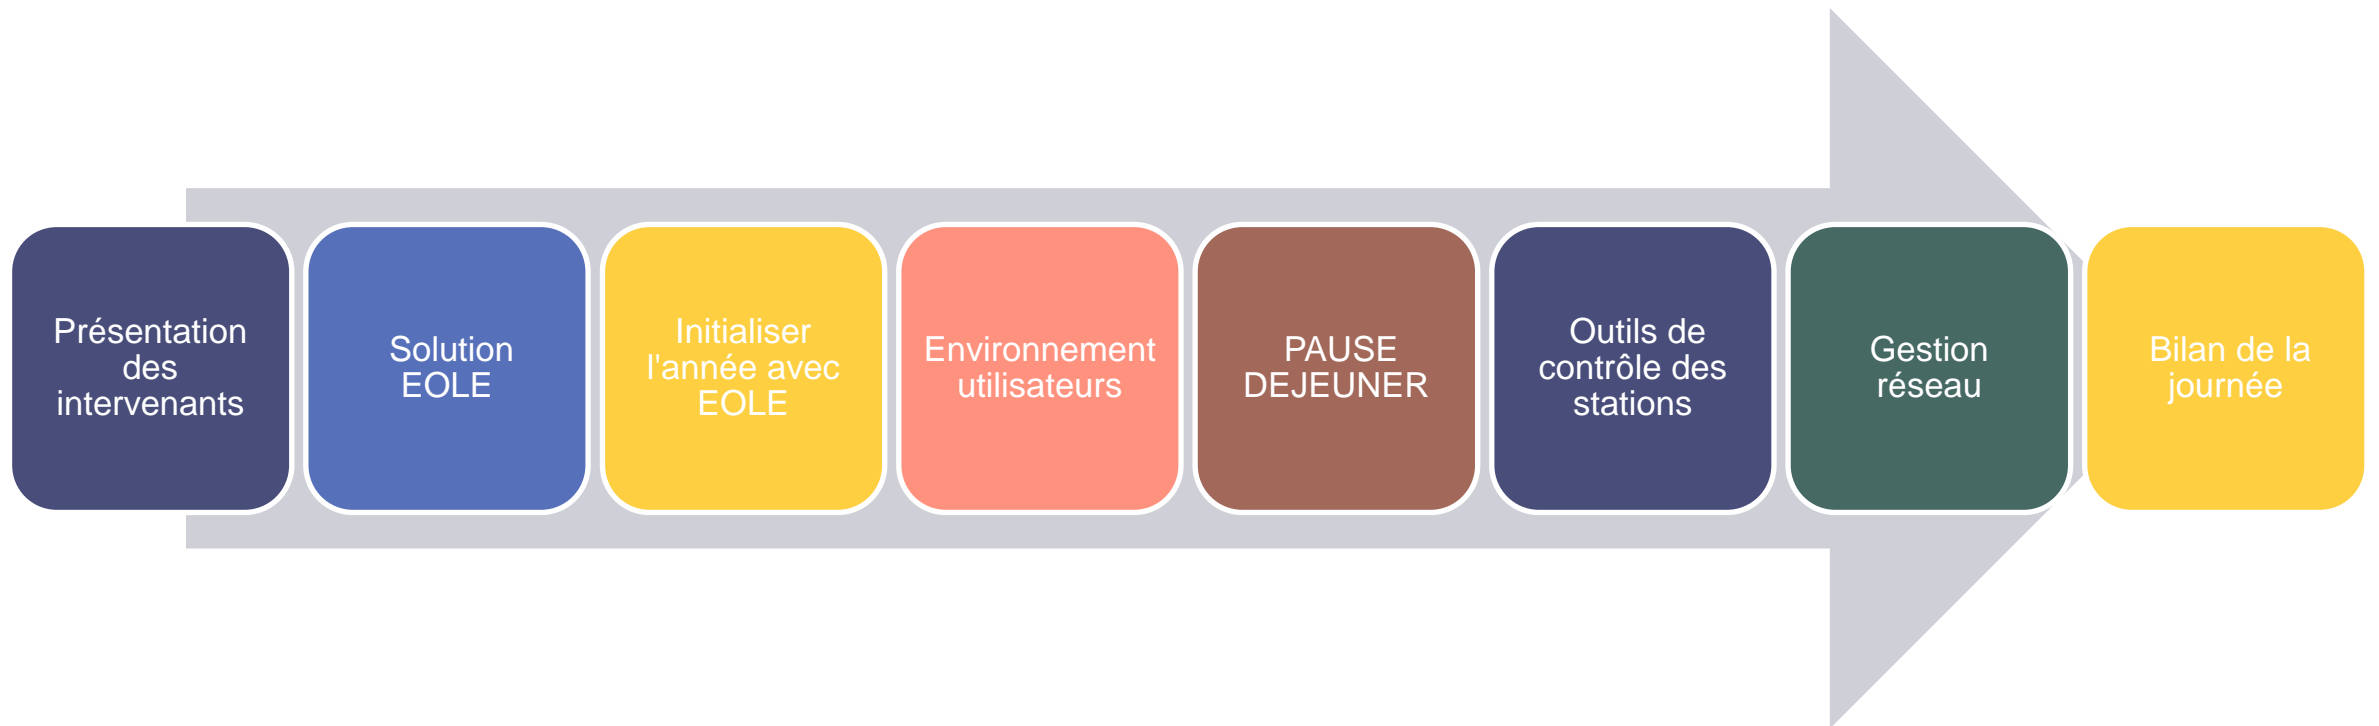 Présentation
des
intervenants
Solution
EOLE
Initialiser
l'année avec
EOLE
Environnement
utilisateurs
PAUSE
DEJEUNER
Outils de
contrôle des
stations
Gestion
réseau
Bilan de la
journée